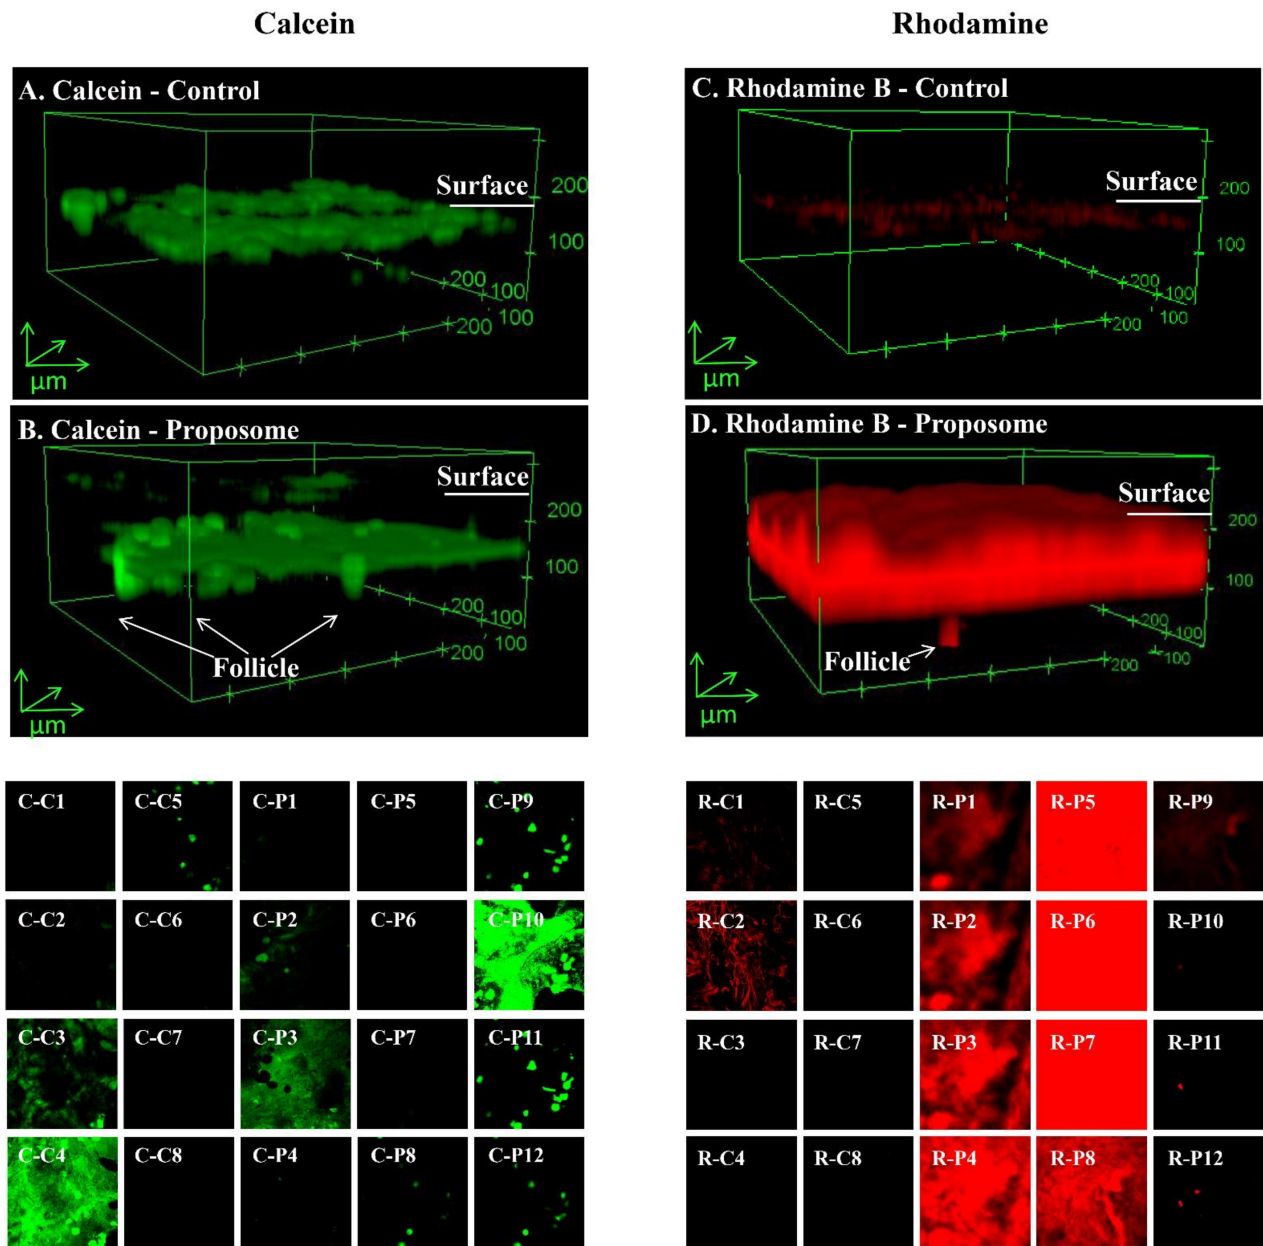 Calcein
Rhodamine
A. Calcein - Control
Surface
200
100
200
100
200
100
µm
C. Rhodamine B - Control
Surface
200
100
200
100
200
100
µm
B. Calcein - Proposome
Surface
200
100
200
100
200
100
Follicle
µm
D. Rhodamine B - Proposome
Surface
200
100
200
100
200
100
Follicle
µm
C-C1 C-C5 C-P1 C-P5 C-P9
C-C2 C-C6 C-P2 C-P6 C-P10
C-C3 C-C7 C-P3 C-P7 C-P11
C-C4 C-C8 C-P4 C-P8 C-P12
R-C1 R-C5 R-P1 R-P5 R-P9
R-C2 R-C6 R-P2 R-P6 R-P10
R-C3 R-C7 R-P3 R-P7 R-P11
R-C4 R-C8 R-P4 R-P8 R-P12